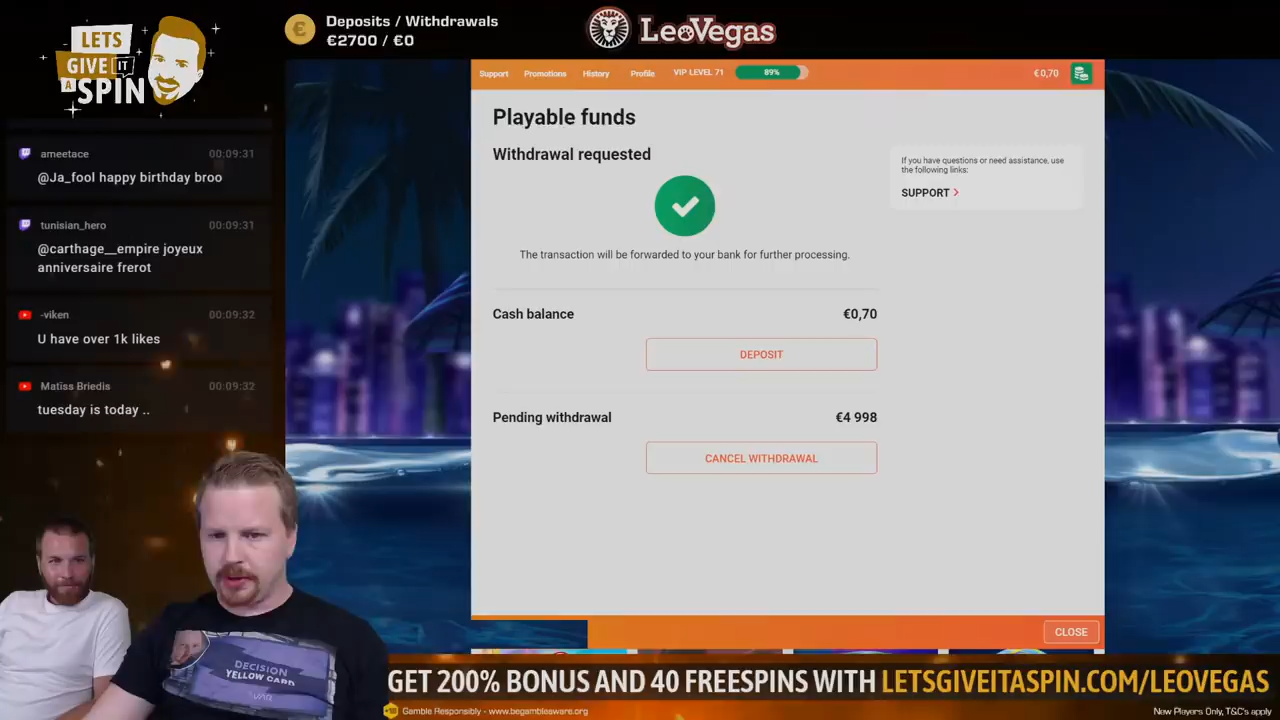 LETS
GIVE IT
A SPIN
€
Deposits / Withdrawals
€2700 / €0
LeoVegas
ameetace 00:09:31
@Ja_fool happy birthday broo
tunisian_hero 00:09:31
@carthage__empire joyeux
anniversaire frerot
-viken 00:09:32
U have over 1k likes
Matīss Briedis 00:09:32
tuesday is today ..
Support Promotions History Profile VIP LEVEL 71 89% €0,70
Playable funds
Withdrawal requested
The transaction will be forwarded to your bank for further processing.
If you have questions or need assistance, use
the following links:
SUPPORT
Cash balance €0,70
DEPOSIT
Pending withdrawal €4 998
CANCEL WITHDRAWAL
CLOSE
DECISION
YELLOW CARD
VAR
GET 200% BONUS AND 40 FREESPINS WITH LETSGIVEITASPIN.COM/LEOVEGAS
+18 Gamble Responsibly - www.begambleaware.org
New Players Only, T&C's apply